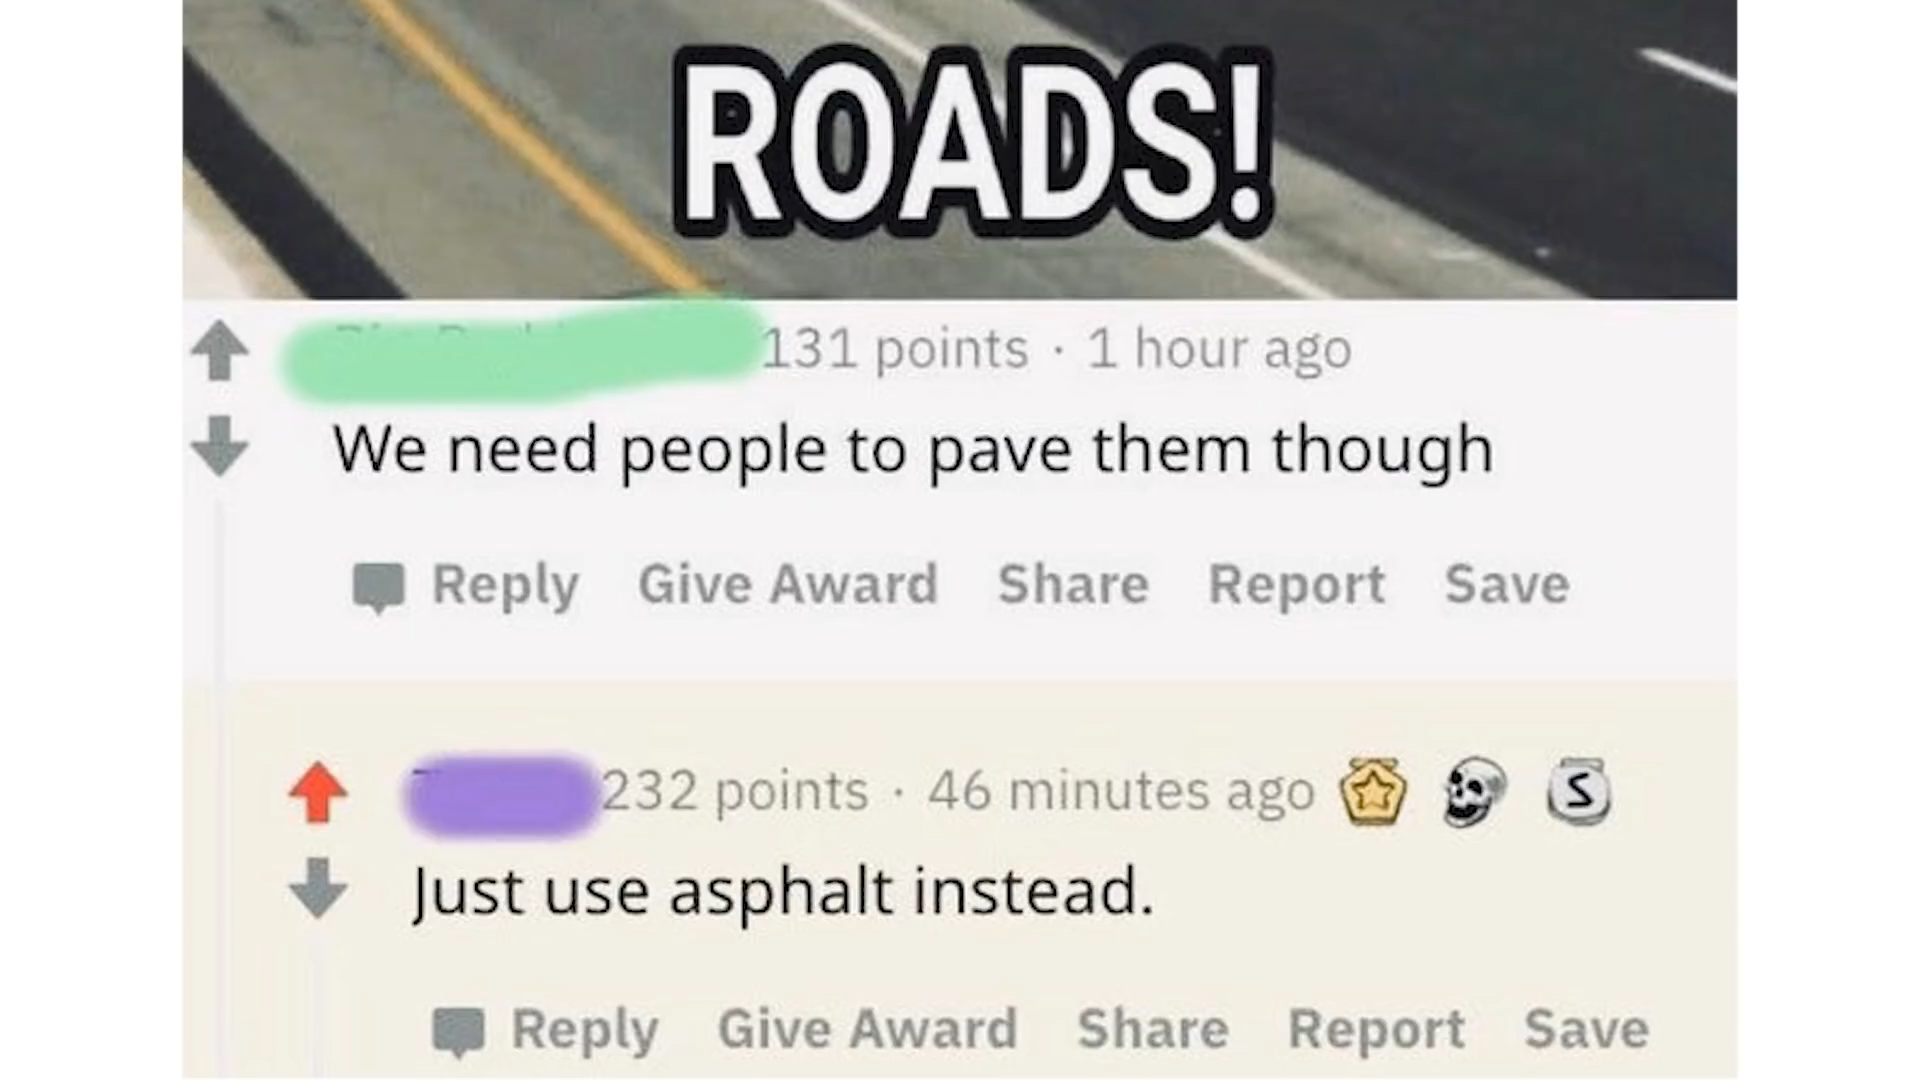 ROADS!
131 points · 1 hour ago
We need people to pave them though
Reply Give Award Share Report Save
232 points · 46 minutes ago
S
Just use asphalt instead.
Reply Give Award Share Report Save